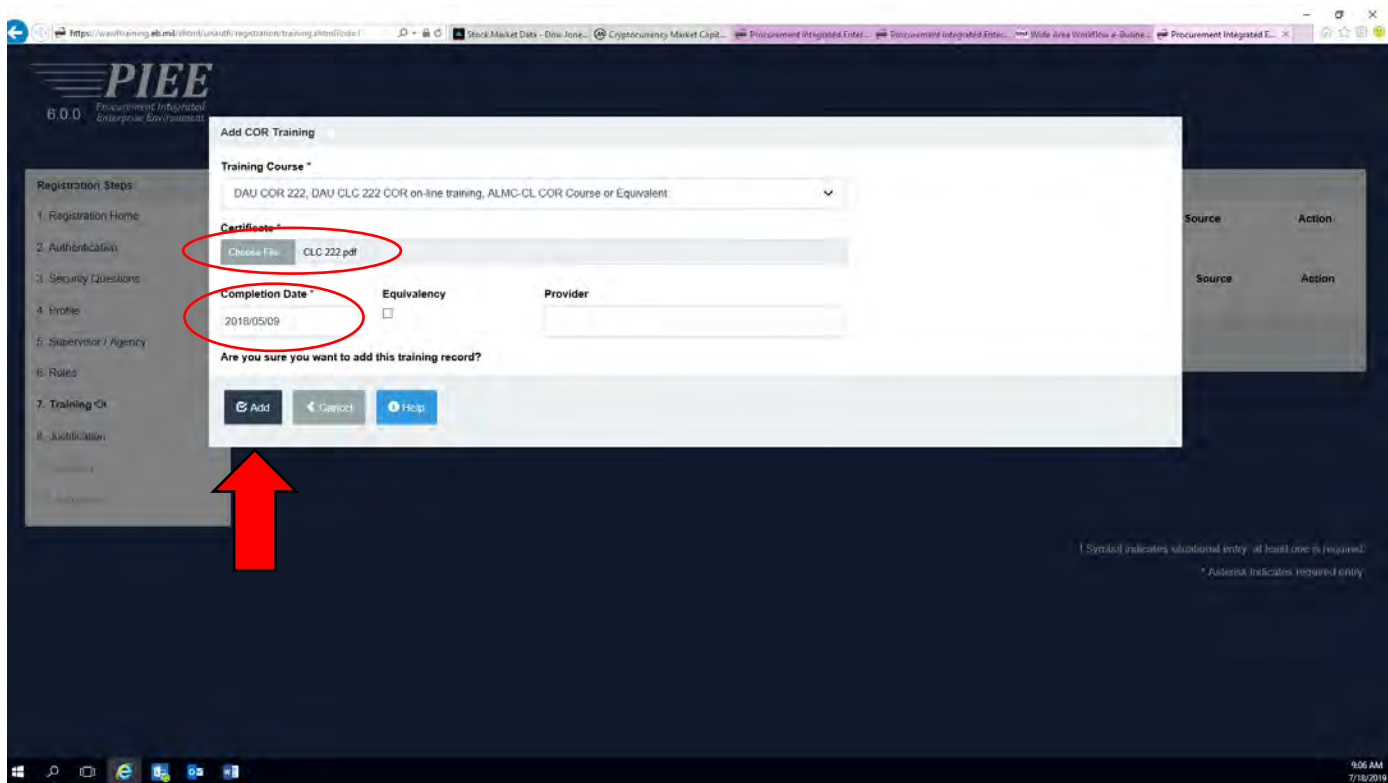 Stock Market Data - Dow Jone...
Cryptocurrency Market Capit...
Procurement Integrated Enter...
Procurement Integrated Enter...
Wide Area Workflow e-Busine...
Procurement Integrated E...
PIEE
6.0.0
Procurement Integrated
Enterprise Environment
Add COR Training
Training Course *
DAU COR 222, DAU CLC 222 COR on-line training, ALMC-CL COR Course or Equivalent
Certificate *
Choose File
CLC 222.pdf
Completion Date *
Equivalency
Provider
2018/05/09
Are you sure you want to add this training record?
Add
Cancel
Help
Registration Steps
1. Registration Home
2. Authentication
3. Security Questions
4. Profile
5. Supervisor / Agency
6. Roles
7. Training
8. Justification
Source
Action
Source
Action
! Symbol indicates situational entry, at least one is required.
* Asterisk indicates required entry.
9:06 AM
7/18/2019